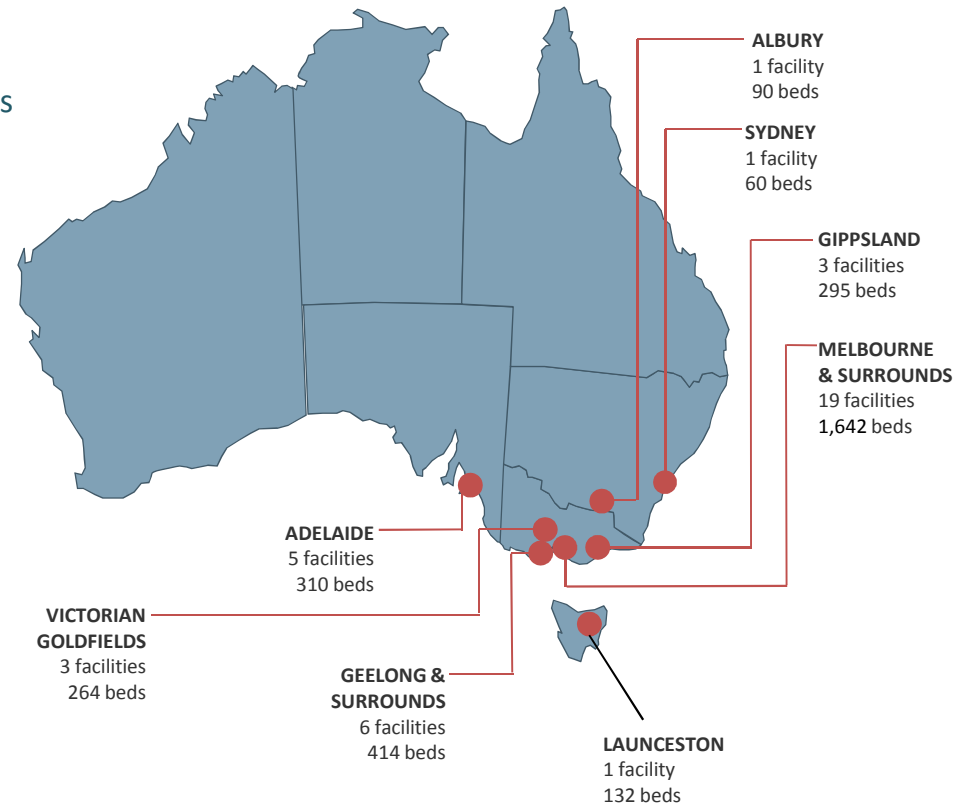 s
ALBURY
1 facility
90 beds
SYDNEY
1 facility
60 beds
GIPPSLAND
3 facilities
295 beds
MELBOURNE
& SURROUNDS
19 facilities
1,642 beds
ADELAIDE
5 facilities
310 beds
VICTORIAN
GOLDFIELDS
3 facilities
264 beds
GEELONG &
SURROUNDS
6 facilities
414 beds
LAUNCESTON
1 facility
132 beds